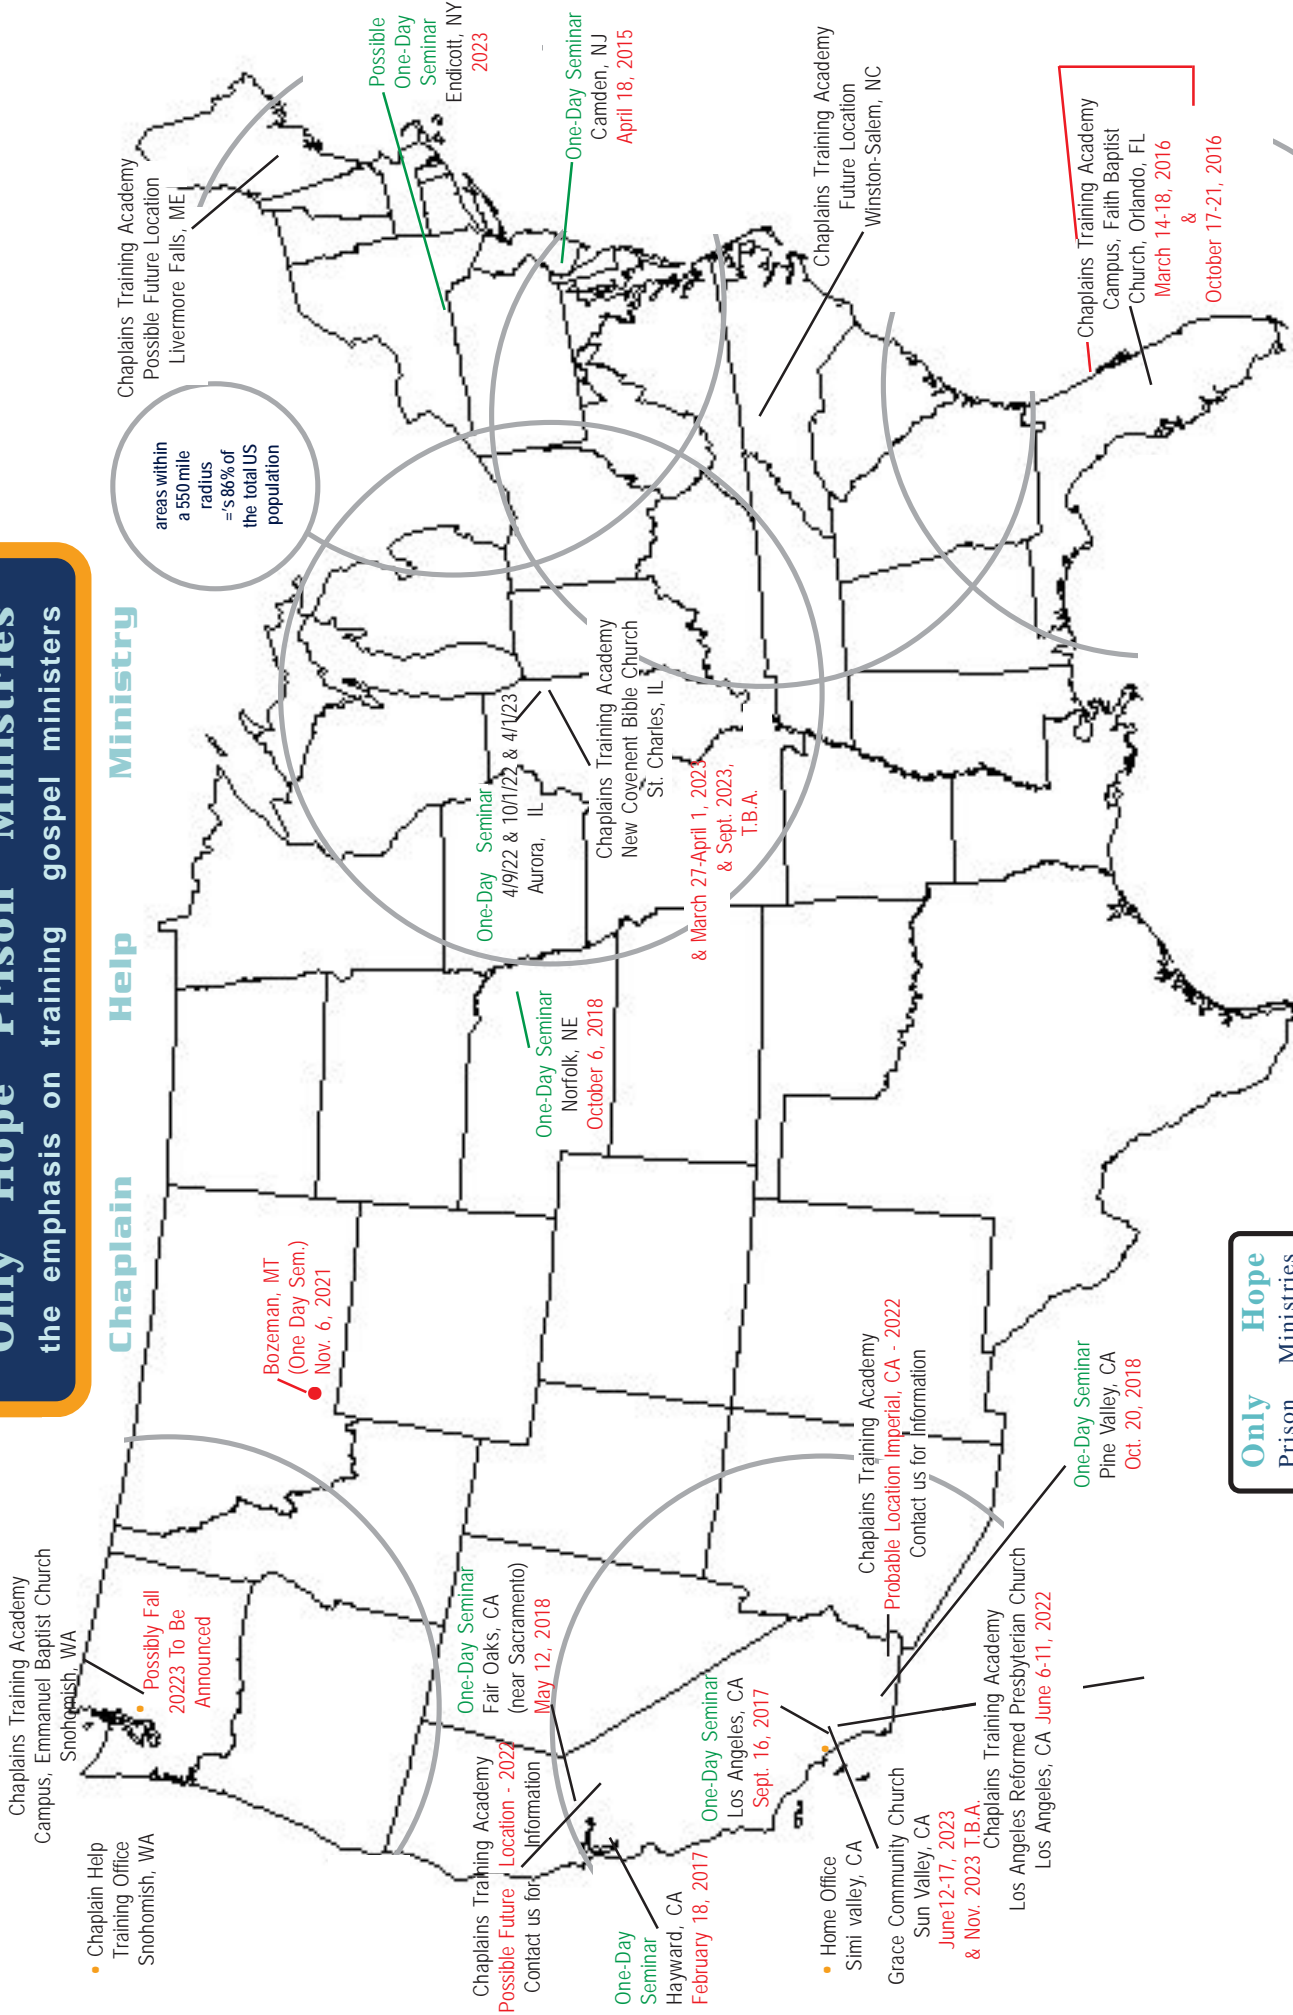 Only Hope Prison Ministries
the emphasis on training gospel ministers
Chaplain Help Ministry
Chaplains Training Academy
Campus, Emmanuel Baptist Church
Snohomish, WA
Possibly Fall
20223 To Be
Announced
• Chaplain Help
Training Office
Snohomish, WA
Bozeman, MT
(One Day Sem.)
Nov. 6, 2021
areas within
a 550 mile
radius
='s 86% of
the total US
population
Chaplains Training Academy
Possible Future Location
Livermore Falls, ME
Possible
One-Day
Seminar
Endicott, NY
2023
One-Day Seminar
Camden, NJ
April 18, 2015
Chaplains Training Academy
Future Location
Winston-Salem, NC
Chaplains Training Academy
Campus, Faith Baptist
Church, Orlando, FL
March 14-18, 2016
&
October 17-21, 2016
One-Day Seminar
4/9/22 & 10/1/22 & 4/1/23
Aurora, IL
Chaplains Training Academy
New Covenent Bible Church
St. Charles, IL
& March 27-April 1, 2023
& Sept. 2023,
T.B.A.
One-Day Seminar
Norfolk, NE
October 6, 2018
One-Day Seminar
Fair Oaks, CA
(near Sacramento)
May 12, 2018
Chaplains Training Academy
Possible Future Location - 2022
Contact us for Information
One-Day
Seminar
Hayward, CA
February 18, 2017
One-Day Seminar
Los Angeles, CA
Sept. 16, 2017
• Home Office
Simi valley, CA
Grace Community Church
Sun Valley, CA
June12-17, 2023
& Nov. 2023 T.B.A.
Chaplains Training Academy
Los Angeles Reformed Presbyterian Church
Los Angeles, CA June 6-11, 2022
Chaplains Training Academy
Probable Location Imperial, CA - 2022
Contact us for Information
One-Day Seminar
Pine Valley, CA
Oct. 20, 2018
Only Hope
Prison Ministries